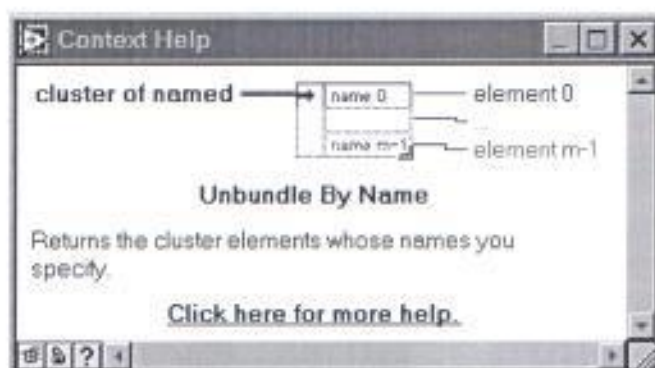 Context Help
cluster of named name 0 element 0
...
name m-1 element m-1
Unbundle By Name
Returns the cluster elements whose names you
specify.
Click here for more help.
?